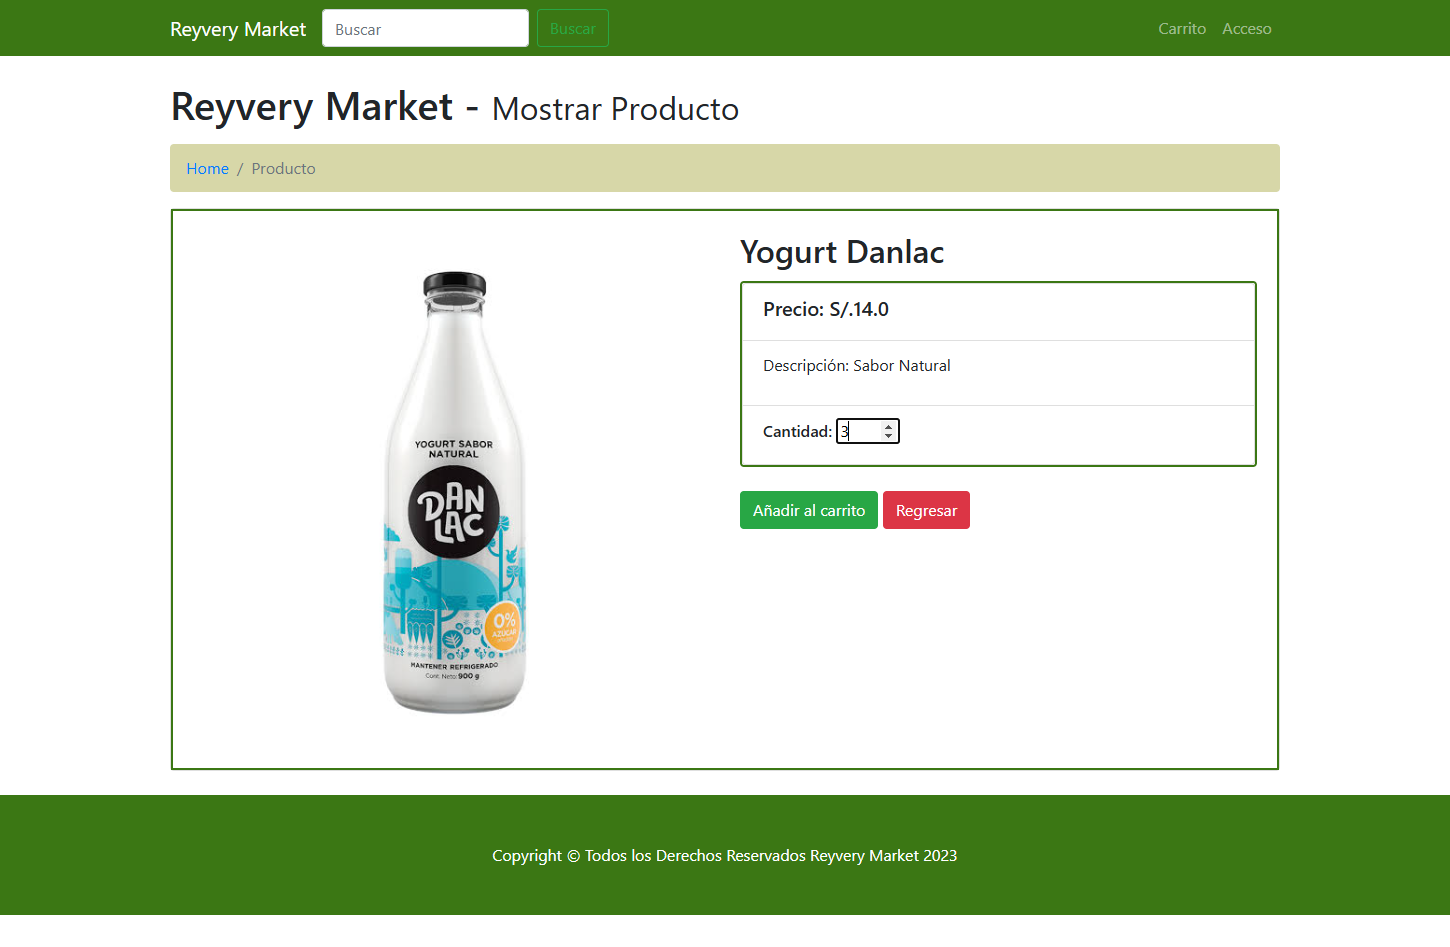 Reyvery Market Buscar Buscar Carrito Acceso
Reyvery Market - Mostrar Producto
Home / Producto
Yogurt Danlac
Precio: S/.14.0
Descripción: Sabor Natural
Cantidad: 3
Añadir al carrito Regresar
YOGURT SABOR
NATURAL
DAN
LAC
0%
AZÚCAR
MANTENER REFRIGERADO
Cont. Neto: 900 g
Copyright © Todos los Derechos Reservados Reyvery Market 2023